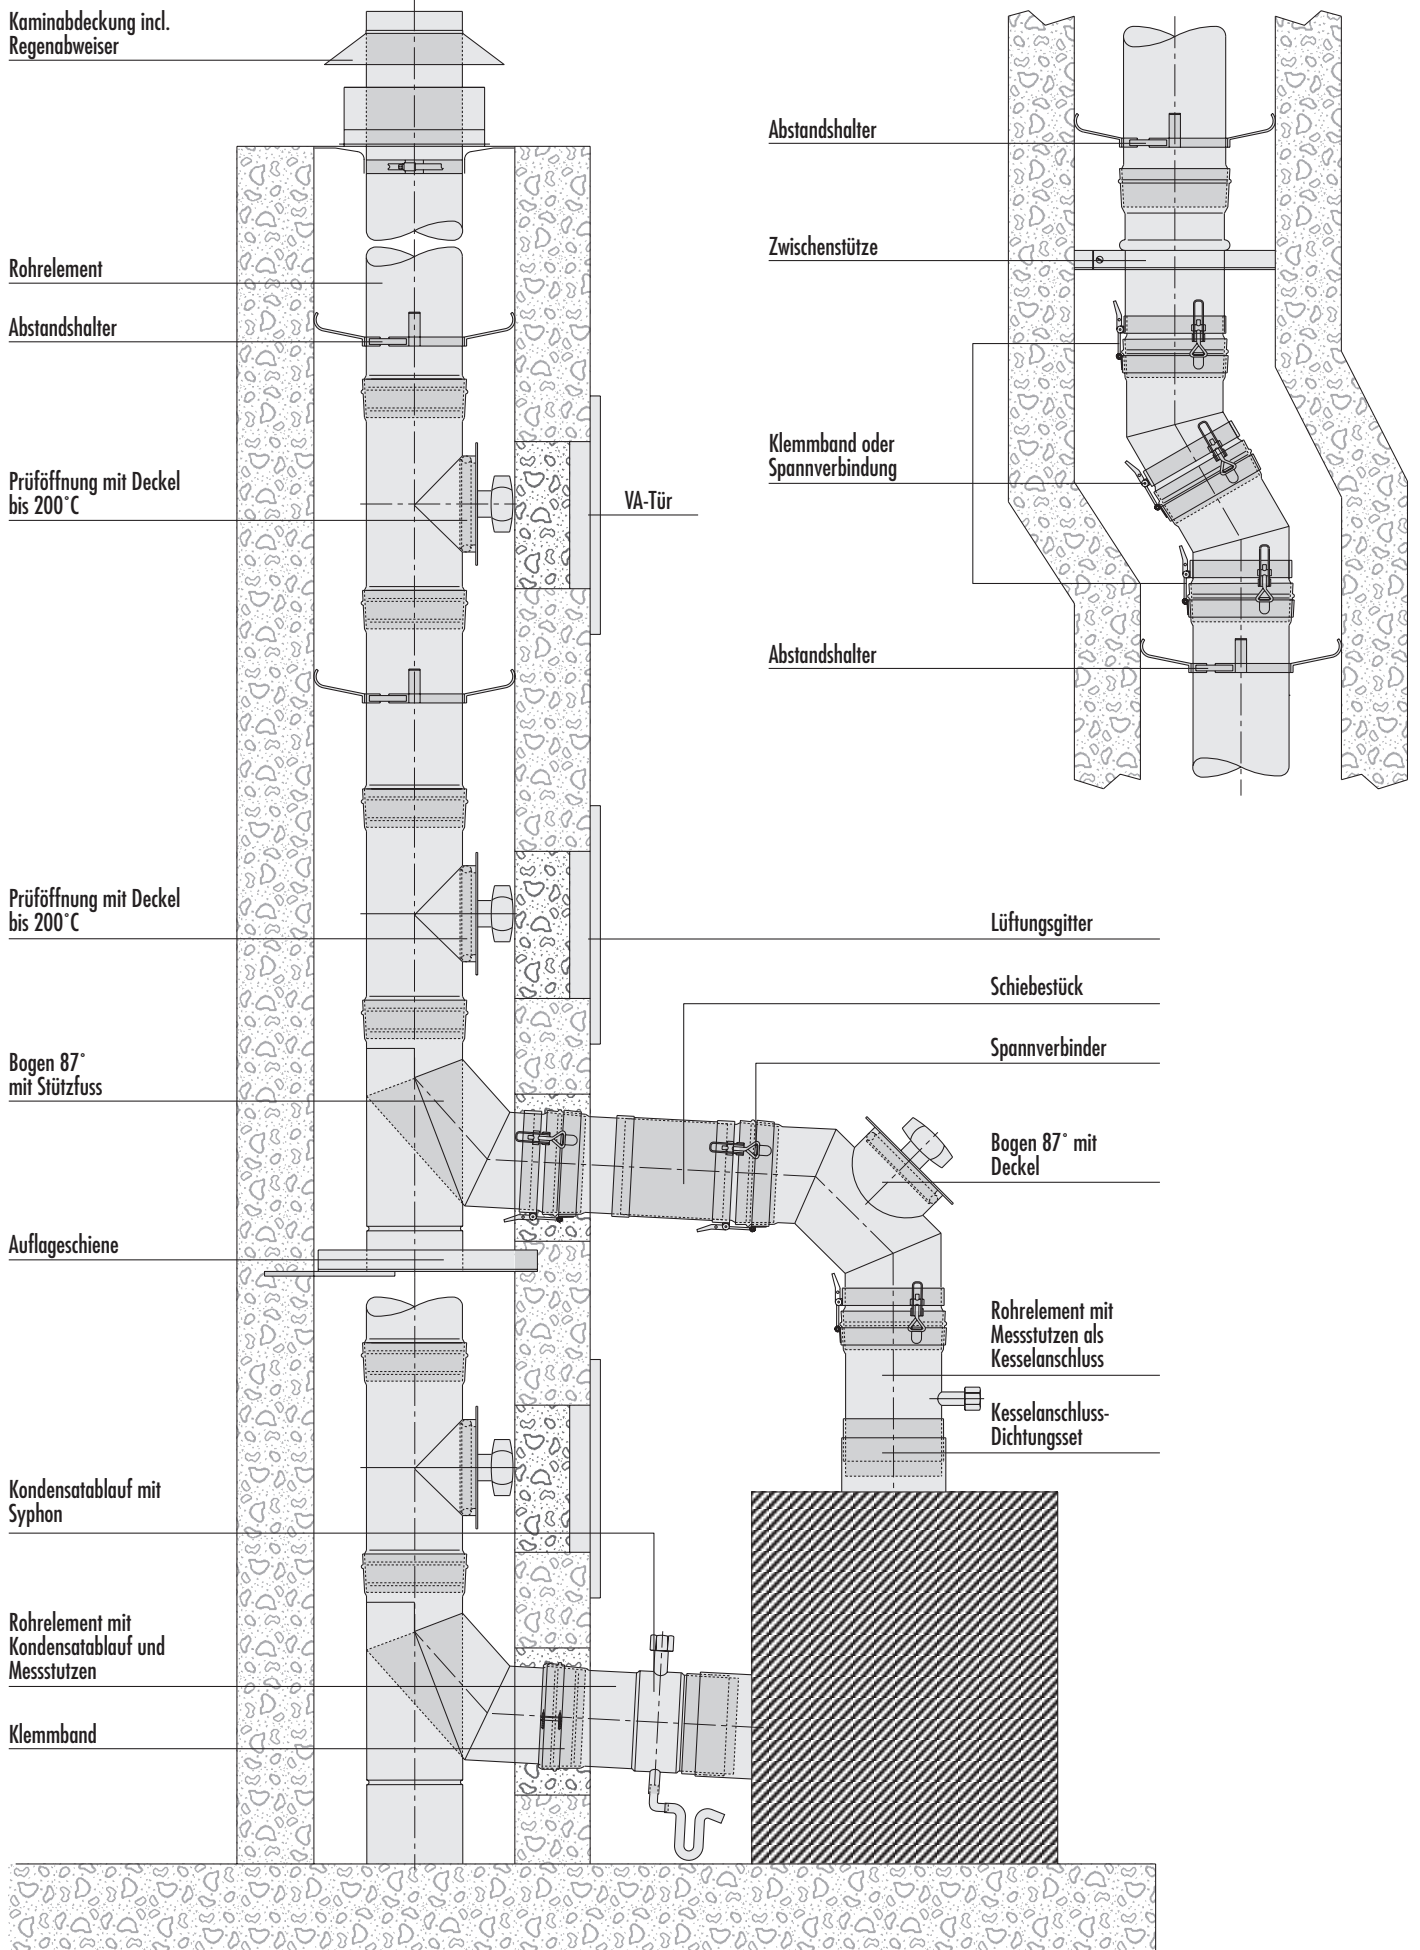 Kaminabdeckung incl.
Regenabweiser
Rohrelement
Abstandshalter
Prüföffnung mit Deckel
bis 200°C
VA-Tür
Prüföffnung mit Deckel
bis 200°C
Bogen 87°
mit Stützfuss
Auflageschiene
Kondensatablauf mit
Syphon
Rohrelement mit
Kondensatablauf und
Messstutzen
Klemmband
Abstandshalter
Zwischenstütze
Klemmband oder
Spannverbindung
Abstandshalter
Lüftungsgitter
Schiebestück
Spannverbinder
Bogen 87° mit
Deckel
Rohrelement mit
Messstutzen als
Kesselanschluss
Kesselanschluss-
Dichtungsset